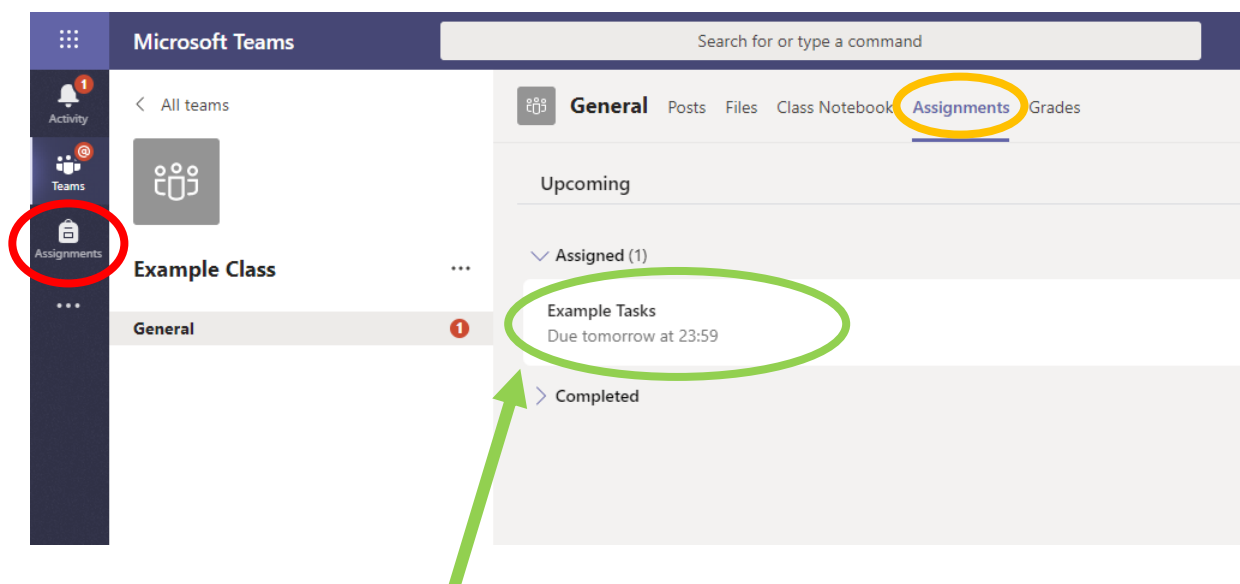 Microsoft Teams
Search for or type a command
1
Activity
@
Teams
Assignments
All teams
Example Class
General
1
General Posts Files Class Notebook Assignments Grades
Upcoming
Assigned (1)
Example Tasks
Due tomorrow at 23:59
Completed